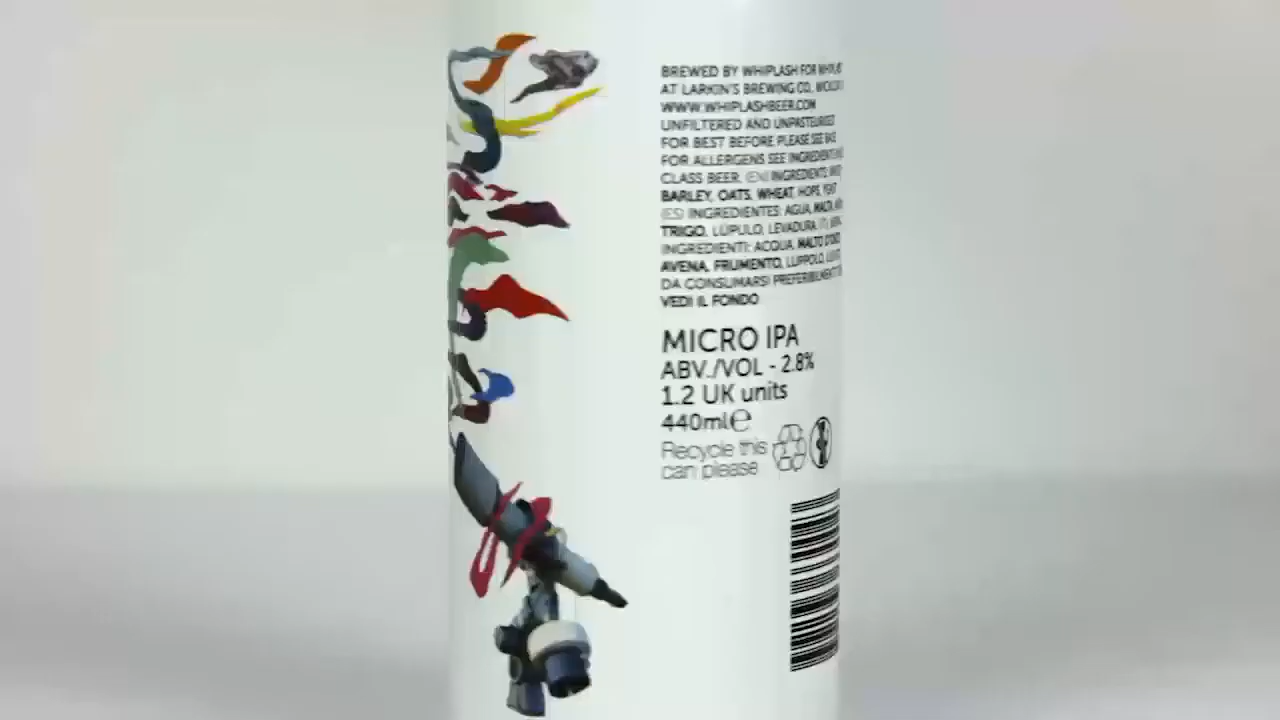 BREWED BY WHIPLASH FOR
AT LARKIN'S BREWING CO,
WWW.WHIPLASHBEER.COM
UNFILTERED AND UNPASTEURISED
FOR BEST BEFORE PLEASE SEE BASE
FOR ALLERGENS SEE INGREDIENTS
CLASS BEER. (EN) INGREDIENTS:
BARLEY, OATS, WHEAT, HOPS,
(ES) INGREDIENTES: AGUA, MALTA,
TRIGO, LÚPULO, LEVADURA. (IT)
INGREDIENTI: ACQUA, MALTO
AVENA, FRUMENTO, LUPPOLO,
DA CONSUMARSI PREFERIBILMENTE
VEDI IL FONDO
MICRO IPA
ABV./VOL - 2.8%
1.2 UK units
440ml℮
Recycle this
can please